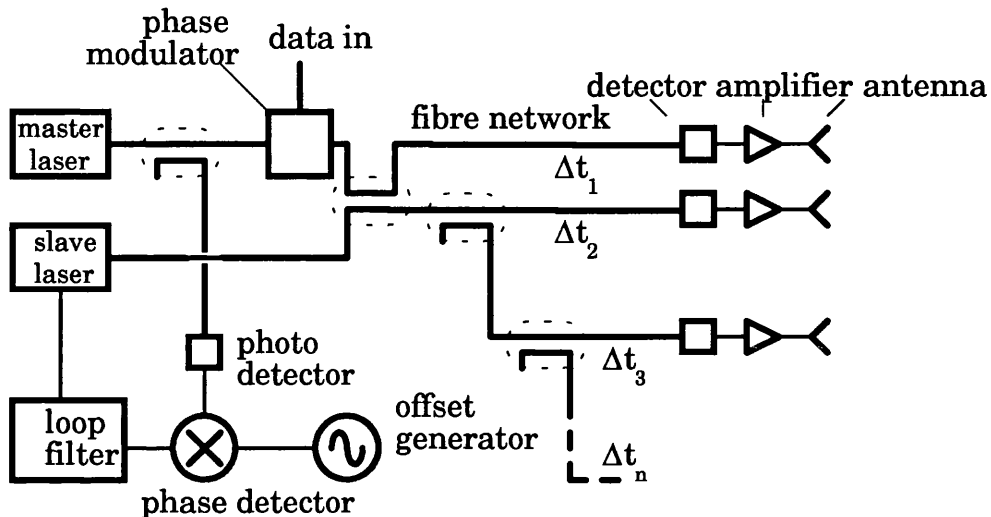 phase
modulator
data in
detector amplifier antenna
master
laser
fibre network
Δt1
slave
laser
Δt2
photo
detector
Δt3
loop
filter
offset
generator
Δtn
phase detector